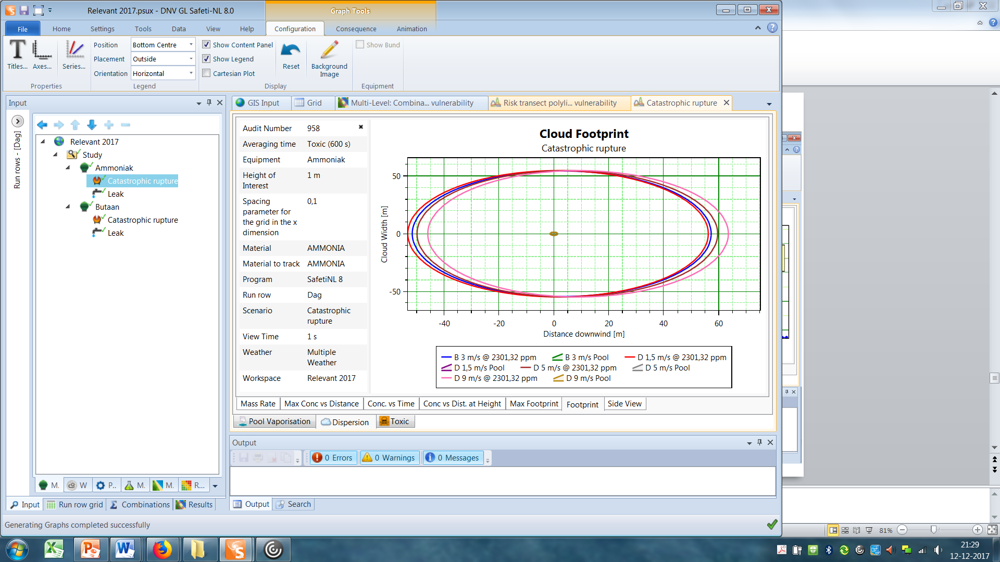 Relevant 2017.psux - DNV GL Safeti-NL 8.0
Graph Tools
File
Home
Settings
Tools
Data
View
Help
Configuration
Consequence
Animation
Titles...
Axes...
Series...
Properties
Position
Bottom Centre
Placement
Outside
Orientation
Horizontal
Legend
Show Content Panel
Show Legend
Cartesian Plot
Reset
Background
Image
Display
Show Bund
Equipment
Input
Run rows - [Dag]
Relevant 2017
Study
Ammoniak
Catastrophic rupture
Leak
Butaan
Catastrophic rupture
Leak
M.
W
P..
M.
M.
R...
Input
Run row grid
Combinations
Results
GIS Input
Grid
Multi-Level: Combina... vulnerability
Risk transect polyli... vulnerability
Catastrophic rupture
Audit Number 958
Averaging time Toxic (600 s)
Equipment Ammoniak
Height of 1 m
Interest
Spacing 0,1
parameter for
the grid in the x
dimension
Material AMMONIA
Material to track AMMONIA
Program SafetiNL 8
Run row Dag
Scenario Catastrophic
rupture
View Time 1 s
Weather Multiple
Weather
Workspace Relevant 2017
Cloud Footprint
Catastrophic rupture
Cloud Width [m]
50
0
-50
-40 -20 0 20 40 60
Distance downwind [m]
B 3 m/s @ 2301,32 ppm B 3 m/s Pool D 1,5 m/s @ 2301,32 ppm
D 1,5 m/s Pool D 5 m/s @ 2301,32 ppm D 5 m/s Pool
D 9 m/s @ 2301,32 ppm D 9 m/s Pool
Mass Rate
Max Conc vs Distance
Conc. vs Time
Conc vs Dist. at Height
Max Footprint
Footprint
Side View
Pool Vaporisation
Dispersion
Toxic
Output
0 Errors
0 Warnings
0 Messages
Output
Search
Generating Graphs completed successfully
81%
21:29
12-12-2017